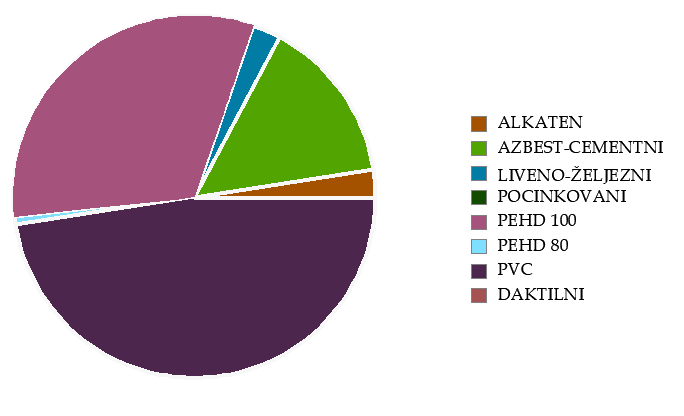 ALKATEN
AZBEST-CEMENTNI
LIVENO-ŽELJEZNI
POCINKOVANI
PEHD 100
PEHD 80
PVC
DAKTILNI